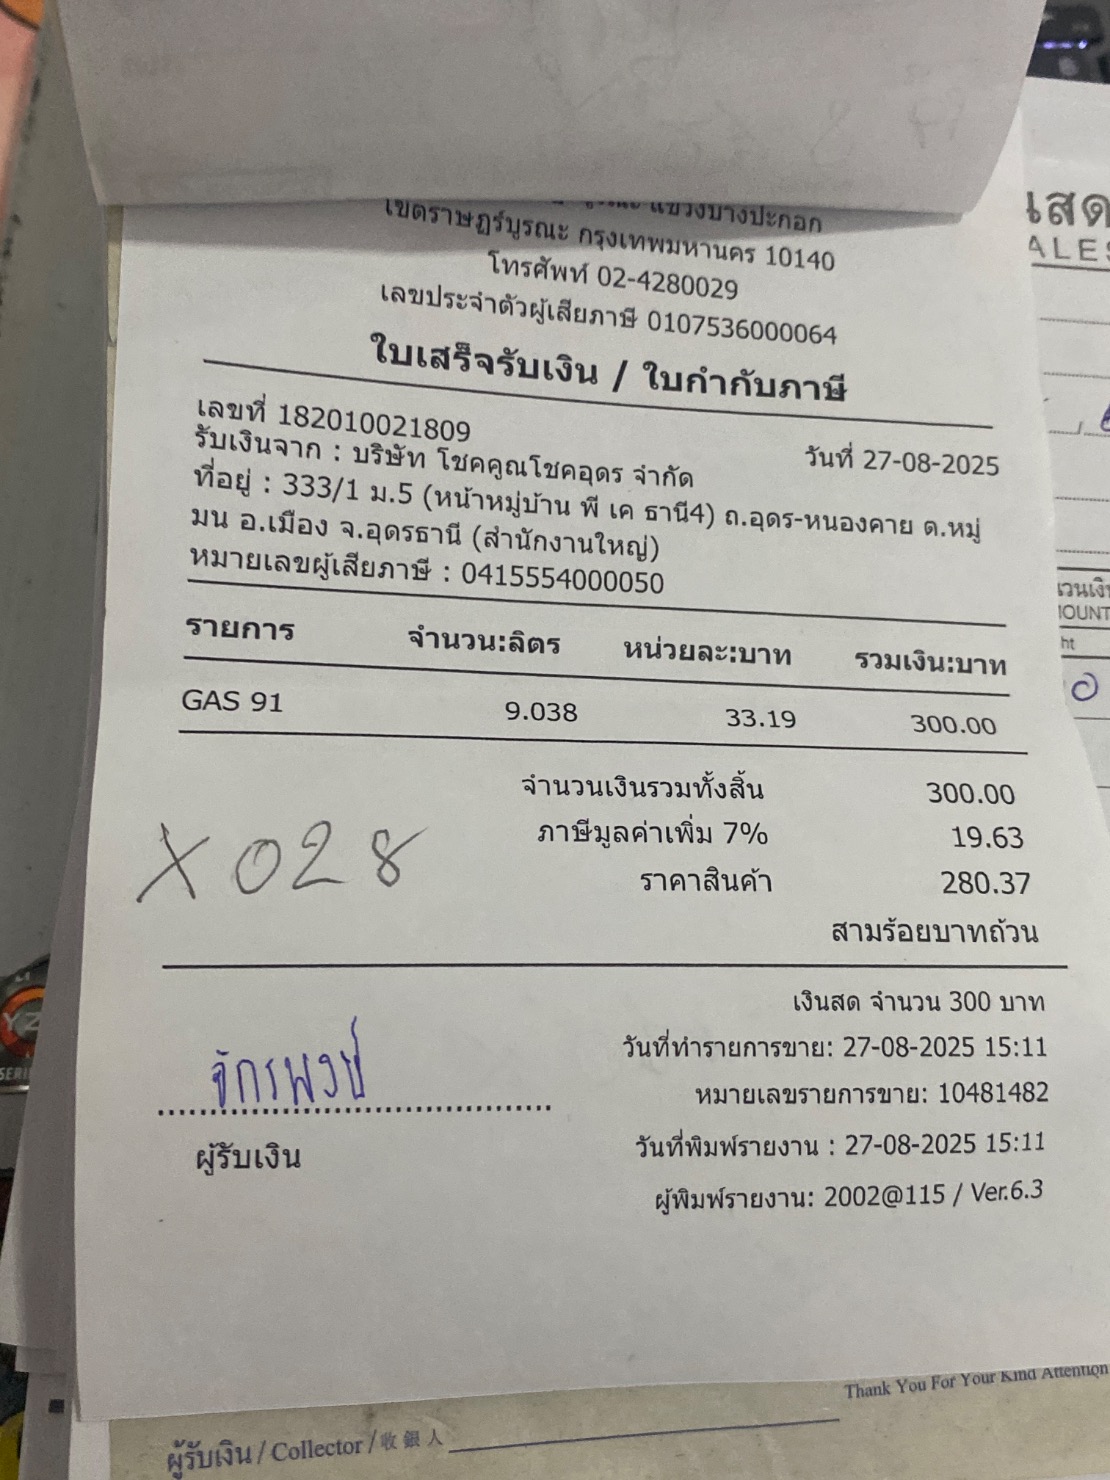 แขวงบางปะกอก
เขตราษฎร์บูรณะ กรุงเทพมหานคร 10140
โทรศัพท์ 02-4280029
เลขประจำตัวผู้เสียภาษี 0107536000064
ใบเสร็จรับเงิน / ใบกำกับภาษี
เลขที่ 182010021809
วันที่ 27-08-2025
รับเงินจาก : บริษัท โชคคูณโชคอุดร จำกัด
ที่อยู่ : 333/1 ม.5 (หน้าหมู่บ้าน พี เค ธานี4) ถ.อุดร-หนองคาย ต.หมู
มน อ.เมือง จ.อุดรธานี (สำนักงานใหญ่)
หมายเลขผู้เสียภาษี : 0415554000050
รายการ จำนวน:ลิตร หน่วยละ:บาท รวมเงิน:บาท
GAS 91 9.038 33.19 300.00
จำนวนเงินรวมทั้งสิ้น 300.00
ภาษีมูลค่าเพิ่ม 7% 19.63
ราคาสินค้า 280.37
X028
สามร้อยบาทถ้วน
เงินสด จำนวน 300 บาท
วันที่ทำรายการขาย: 27-08-2025 15:11
หมายเลขรายการขาย: 10481482
วันที่พิมพ์รายงาน : 27-08-2025 15:11
ผู้พิมพ์รายงาน: 2002@115 / Ver.6.3
จักรพงษ์
ผู้รับเงิน
Thank You For Your Kind Attention
ผู้รับเงิน / Collector / 收銀人